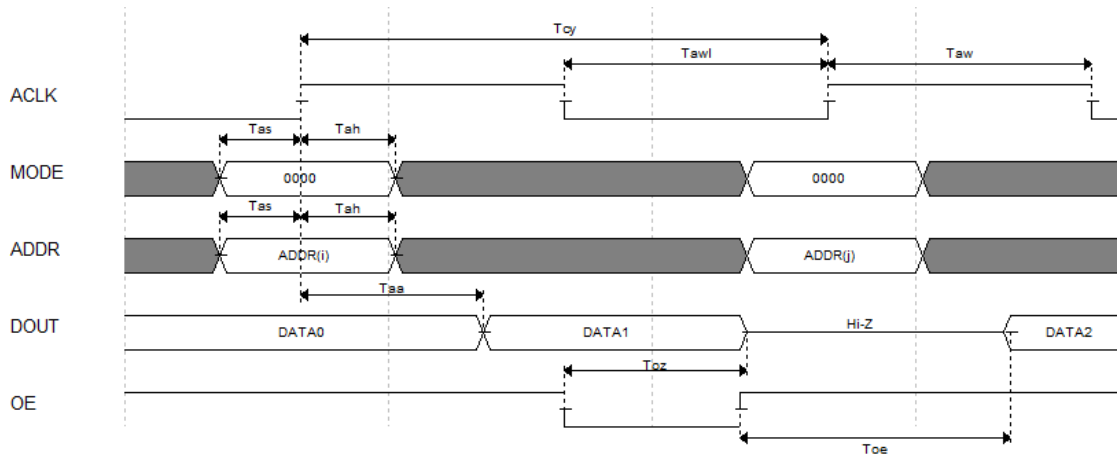 Tcy
Tawl
Taw
ACLK
Tas
Tah
MODE
0000
0000
Tas
Tah
ADDR
ADDR(i)
ADDR(j)
Taa
DOUT
DATA0
DATA1
Hi-Z
DATA2
Toz
OE
Toe